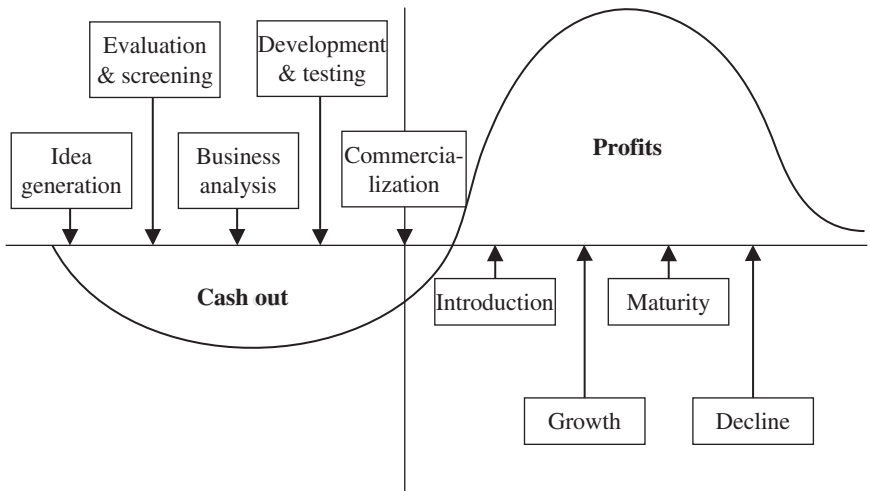 Evaluation
& screening
Development
& testing
Idea
generation
Business
analysis
Commercia-
lization
Profits
Cash out
Introduction
Maturity
Growth
Decline